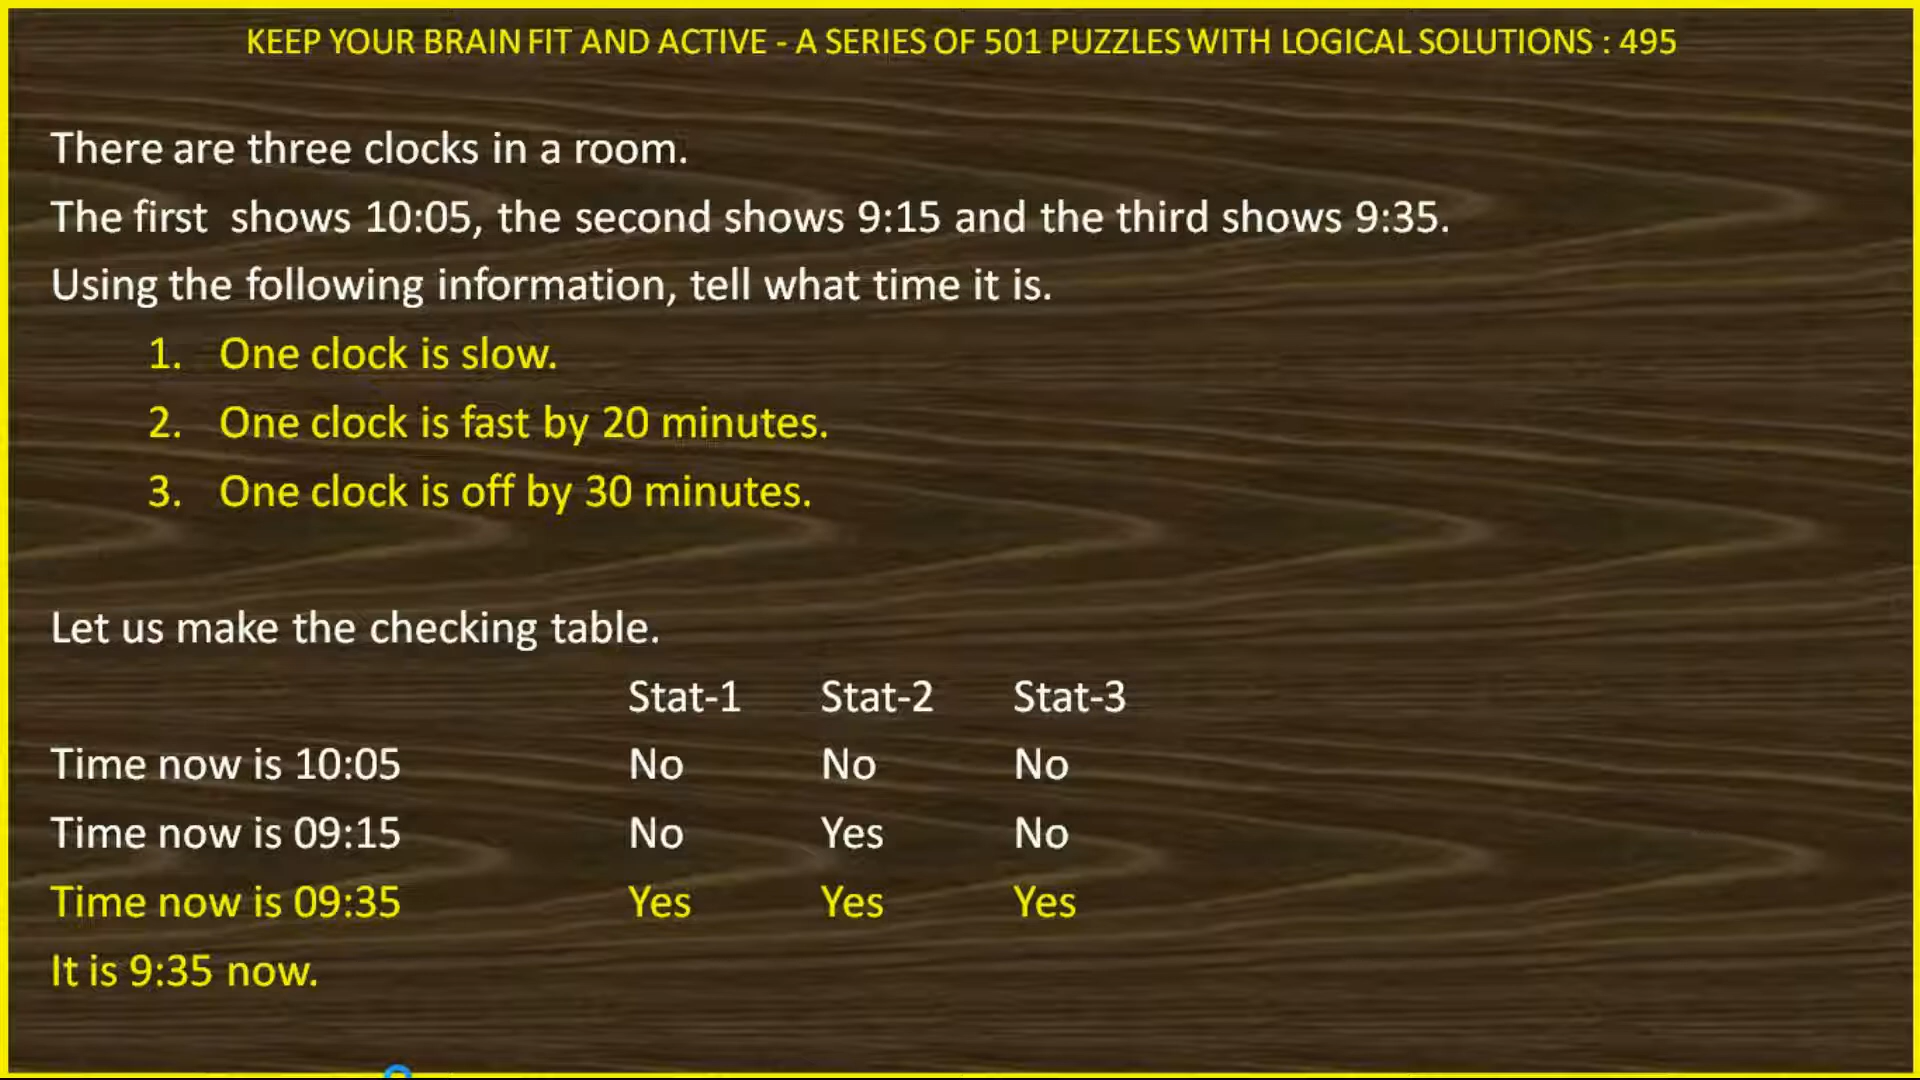 KEEP YOUR BRAIN FIT AND ACTIVE - A SERIES OF 501 PUZZLES WITH LOGICAL SOLUTIONS : 495
There are three clocks in a room.
The first shows 10:05, the second shows 9:15 and the third shows 9:35.
Using the following information, tell what time it is.
1. One clock is slow.
2. One clock is fast by 20 minutes.
3. One clock is off by 30 minutes.
Let us make the checking table.
Stat-1 Stat-2 Stat-3
Time now is 10:05 No No No
Time now is 09:15 No Yes No
Time now is 09:35 Yes Yes Yes
It is 9:35 now.